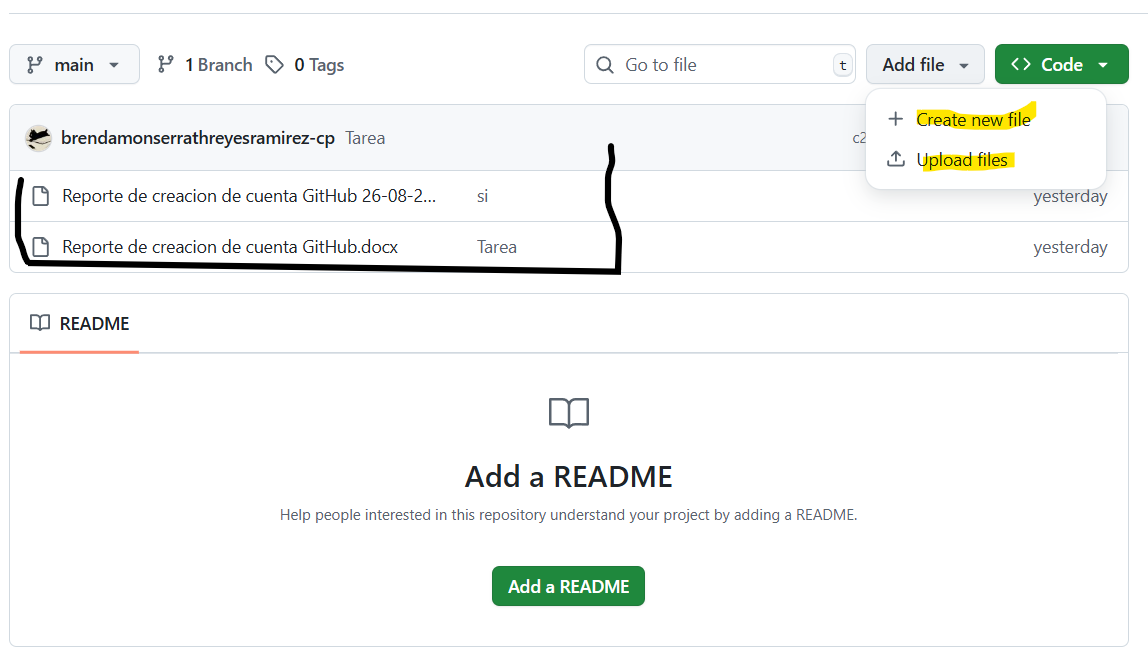 main 1 Branch 0 Tags Go to file t Add file Code
Create new file
brendamonserrathreyesramirez-cp Tarea c2
Upload files
Reporte de creacion de cuenta GitHub 26-08-2... si yesterday
Reporte de creacion de cuenta GitHub.docx Tarea yesterday
README
Add a README
Help people interested in this repository understand your project by adding a README.
Add a README